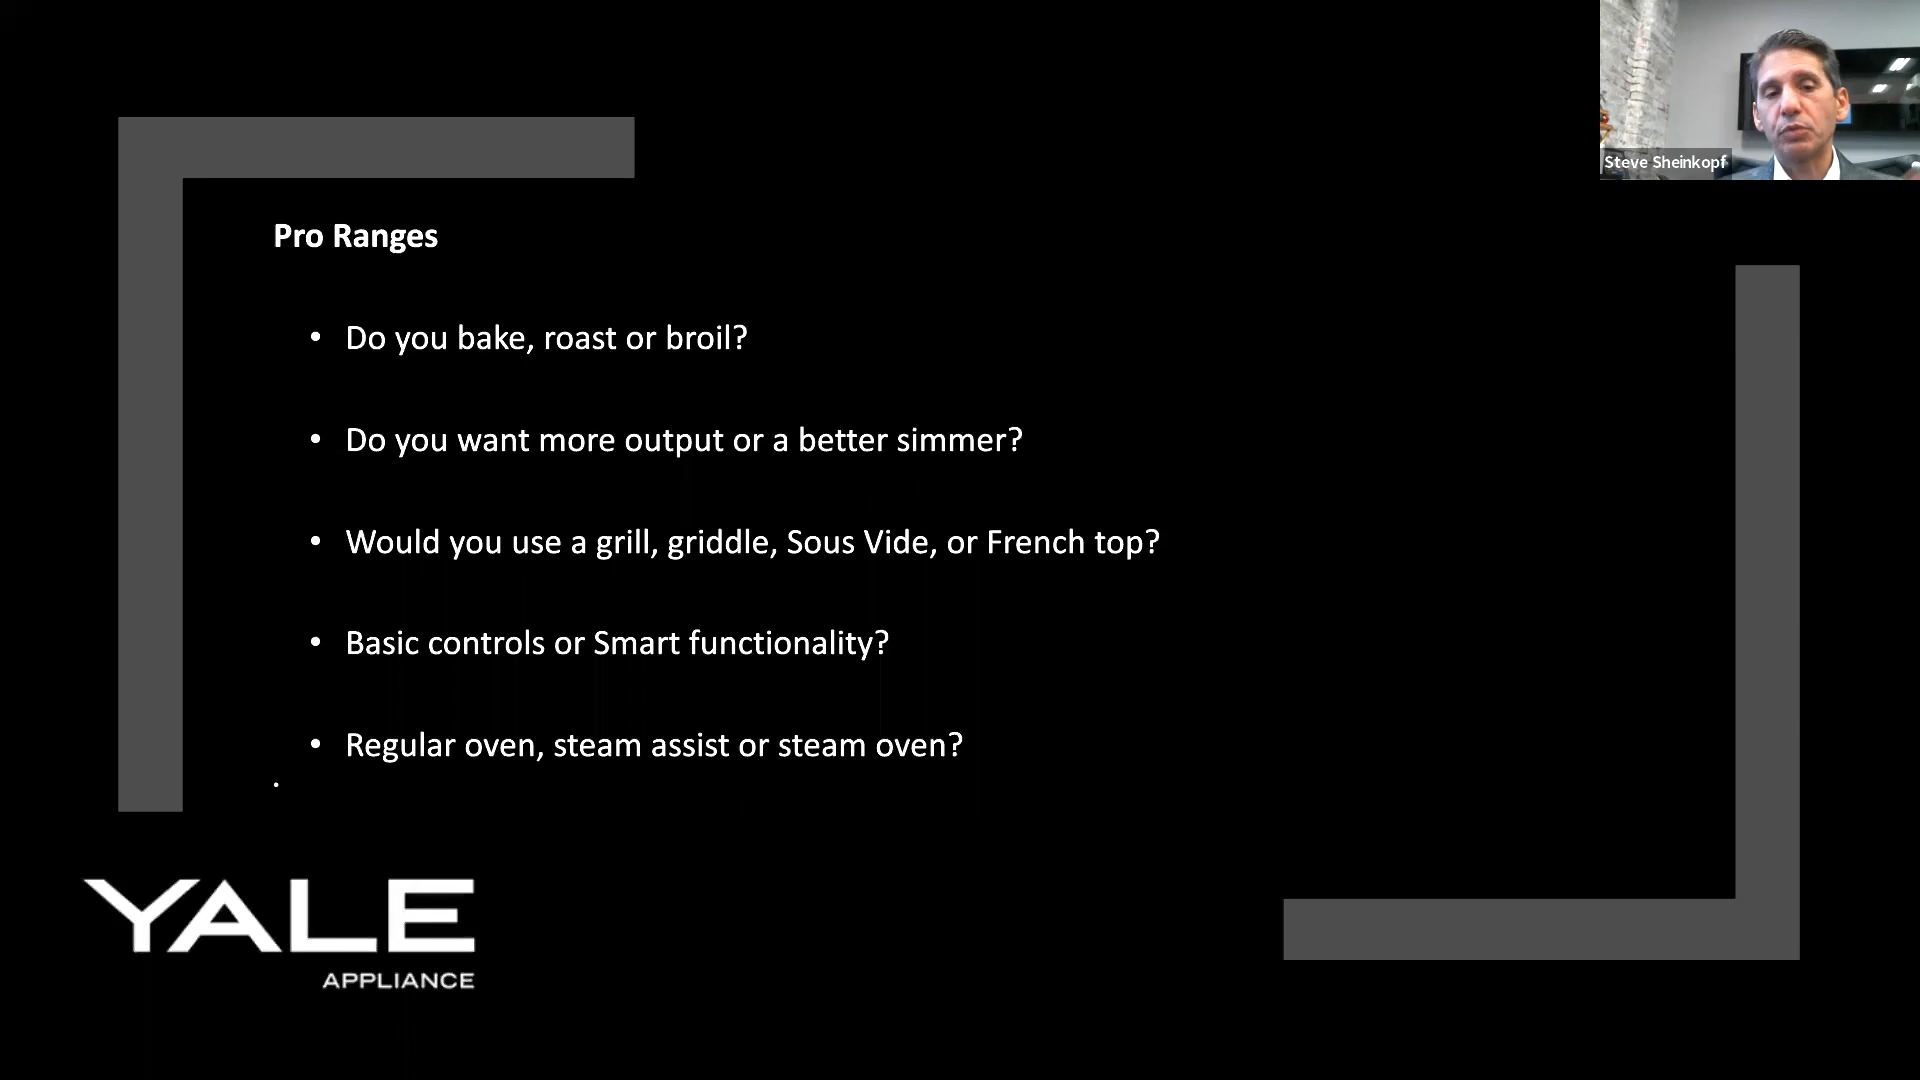 Steve Sheinkopf
Pro Ranges
• Do you bake, roast or broil?
• Do you want more output or a better simmer?
• Would you use a grill, griddle, Sous Vide, or French top?
• Basic controls or Smart functionality?
• Regular oven, steam assist or steam oven?
.
YALE
APPLIANCE